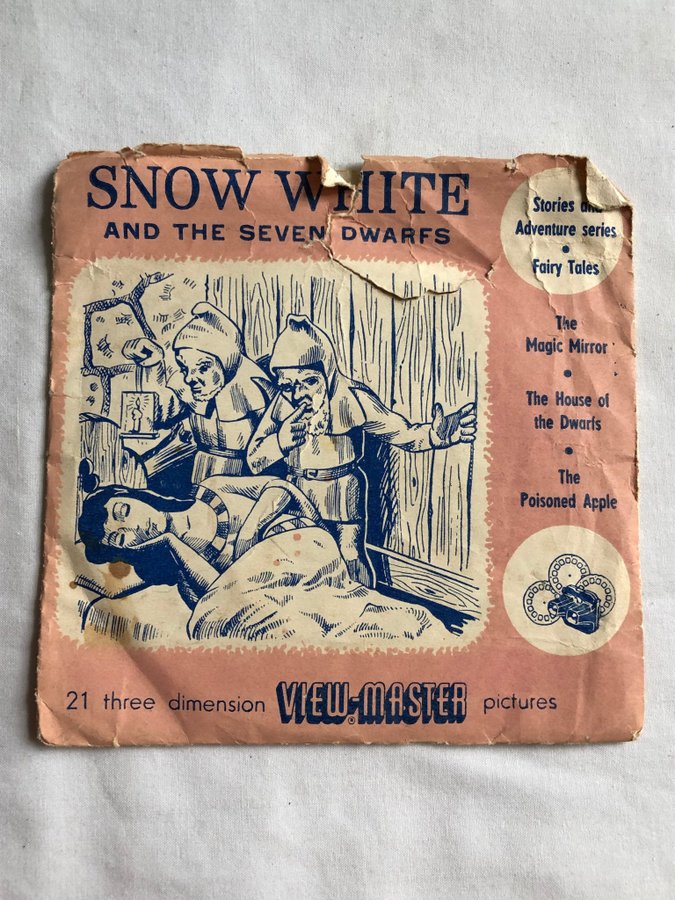 SNOW WHITE
AND THE SEVEN DWARFS
Stories and
Adventure series
•
Fairy Tales
The
Magic Mirror
•
The House of
the Dwarfs
•
The
Poisoned Apple
21 three dimension VIEW-MASTER® pictures